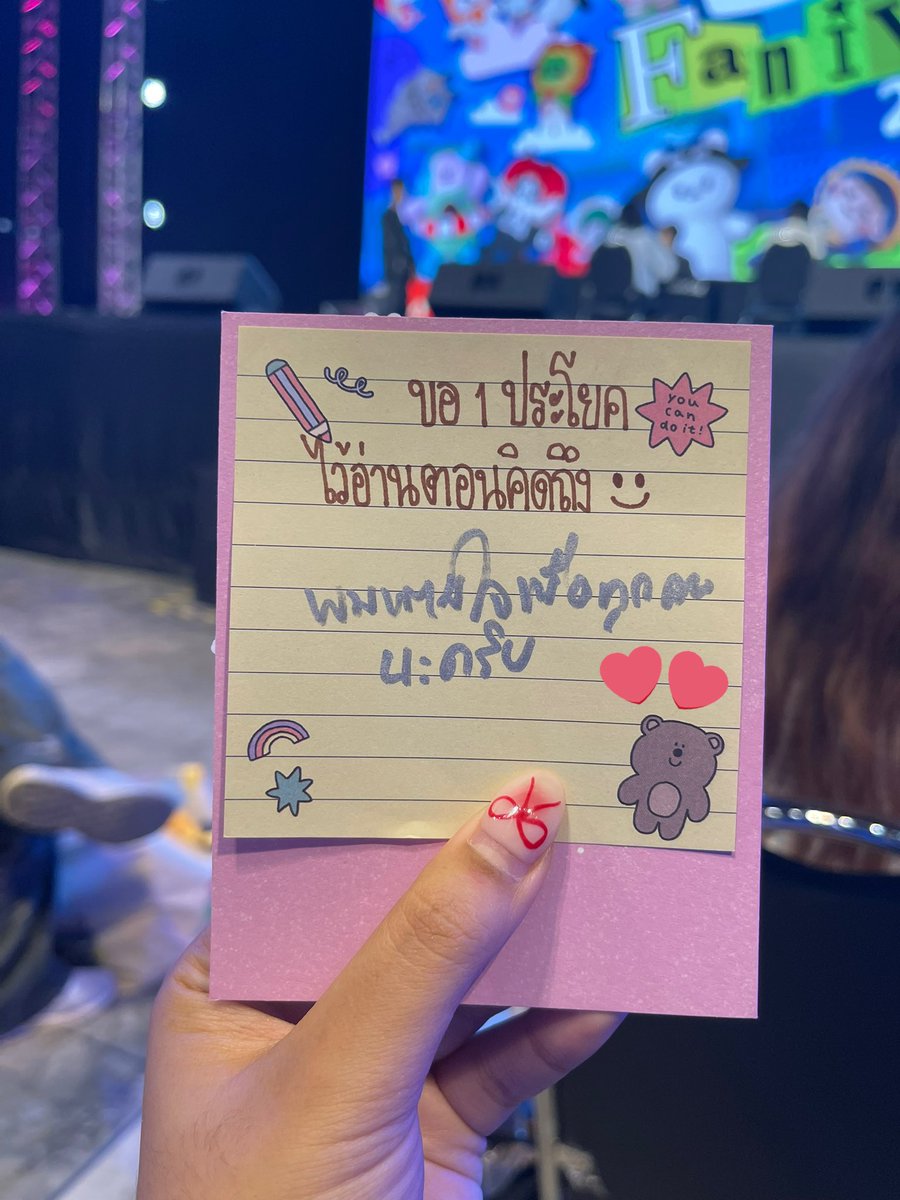 Faniv
2
ขอ 1 ประโยค
you
can
do it!
ไว้อ่านตอนคิดถึง
ผมหายใจเพื่อทุกคน
นะครับ